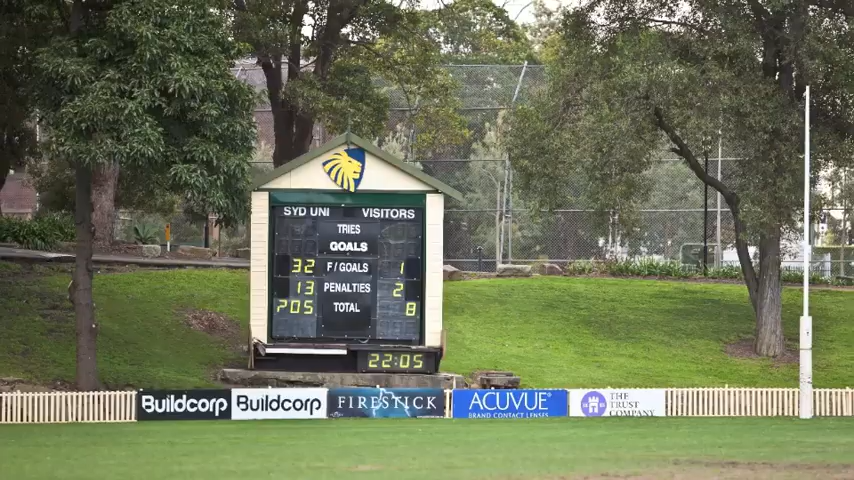 SYD UNI VISITORS
TRIES
GOALS
32 F/GOALS 1
13 PENALTIES 2
205 TOTAL 8
22:05
Buildcorp Buildcorp FIRESTICK ACUVUE® THE TRUST COMPANY
BRAND CONTACT LENSES